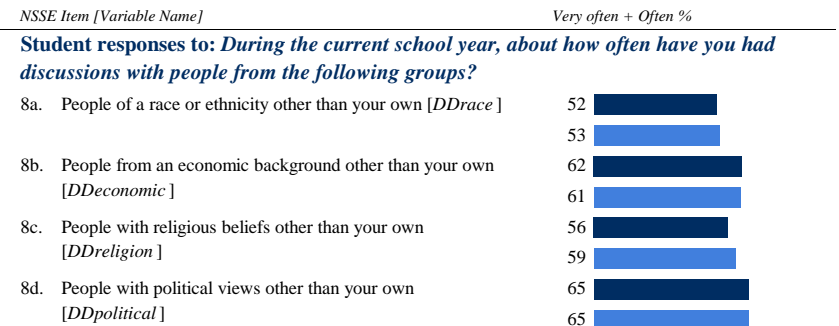 NSSE Item [Variable Name] Very often + Often %
Student responses to: During the current school year, about how often have you had
discussions with people from the following groups?
8a. People of a race or ethnicity other than your own [DDrace ] 52
53
8b. People from an economic background other than your own 62
[DDeconomic ] 61
8c. People with religious beliefs other than your own 56
[DDreligion ] 59
8d. People with political views other than your own 65
[DDpolitical ] 65